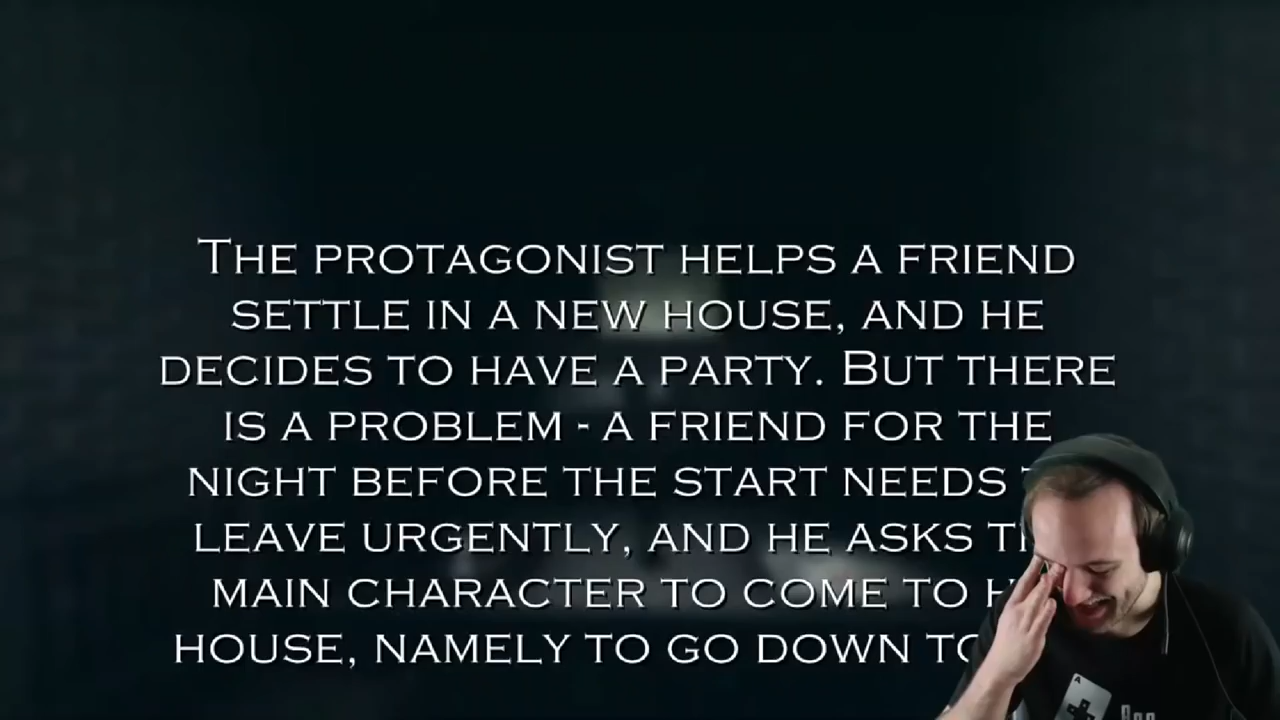 The protagonist helps a friend
settle in a new house, and he
decides to have a party. But there
is a problem - a friend for the
night before the start needs
leave urgently, and he asks
main character to come to
house, namely to go down to
A